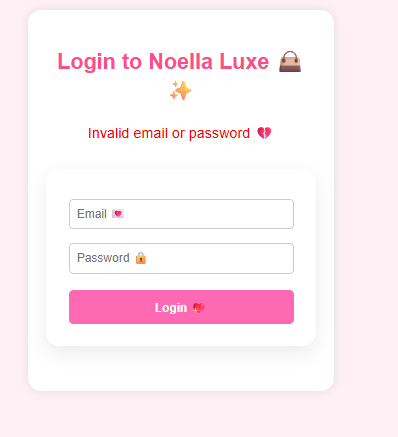 Login to Noella Luxe 👜
✨
Invalid email or password 💔
Email 💌
Password 🔒
Login 💖